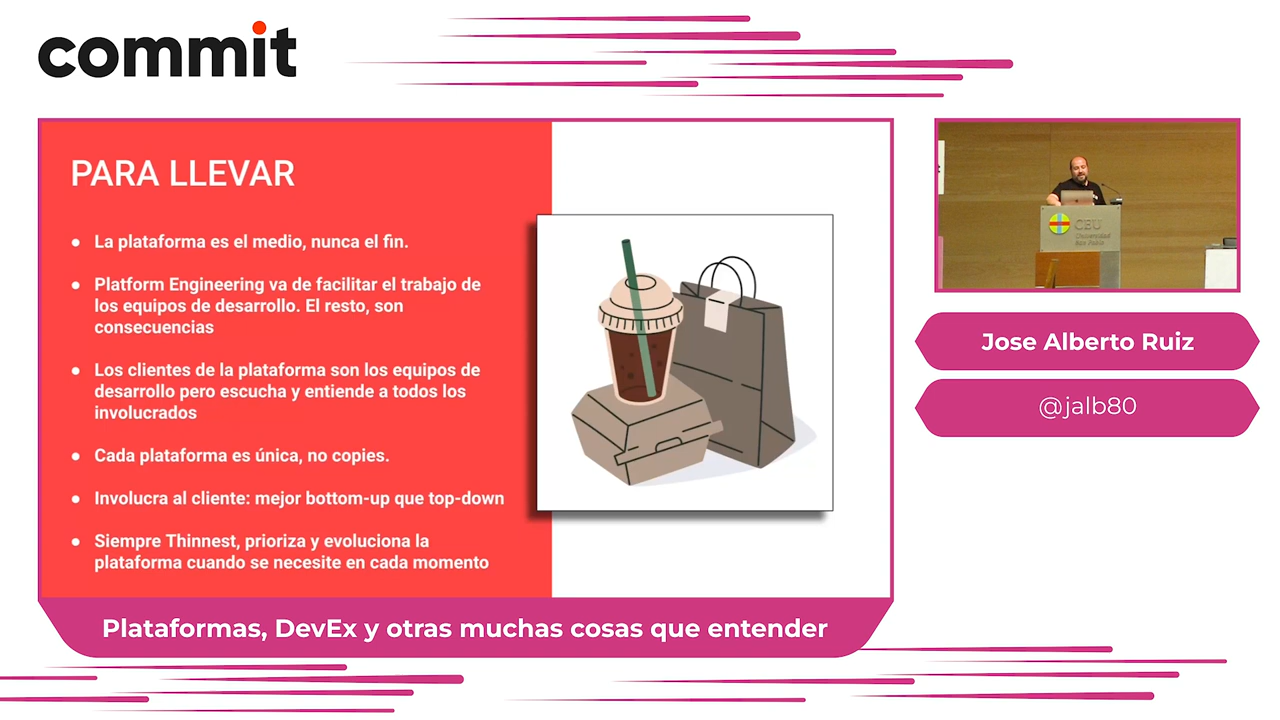 commit
PARA LLEVAR
● La plataforma es el medio, nunca el fin.
● Platform Engineering va de facilitar el trabajo de
los equipos de desarrollo. El resto, son
consecuencias
● Los clientes de la plataforma son los equipos de
desarrollo pero escucha y entiende a todos los
involucrados
● Cada plataforma es única, no copies.
● Involucra al cliente: mejor bottom-up que top-down
● Siempre Thinnest, prioriza y evoluciona la
plataforma cuando se necesite en cada momento
Plataformas, DevEx y otras muchas cosas que entender
CEU
Universidad
San Pablo
Jose Alberto Ruiz
@jalb80